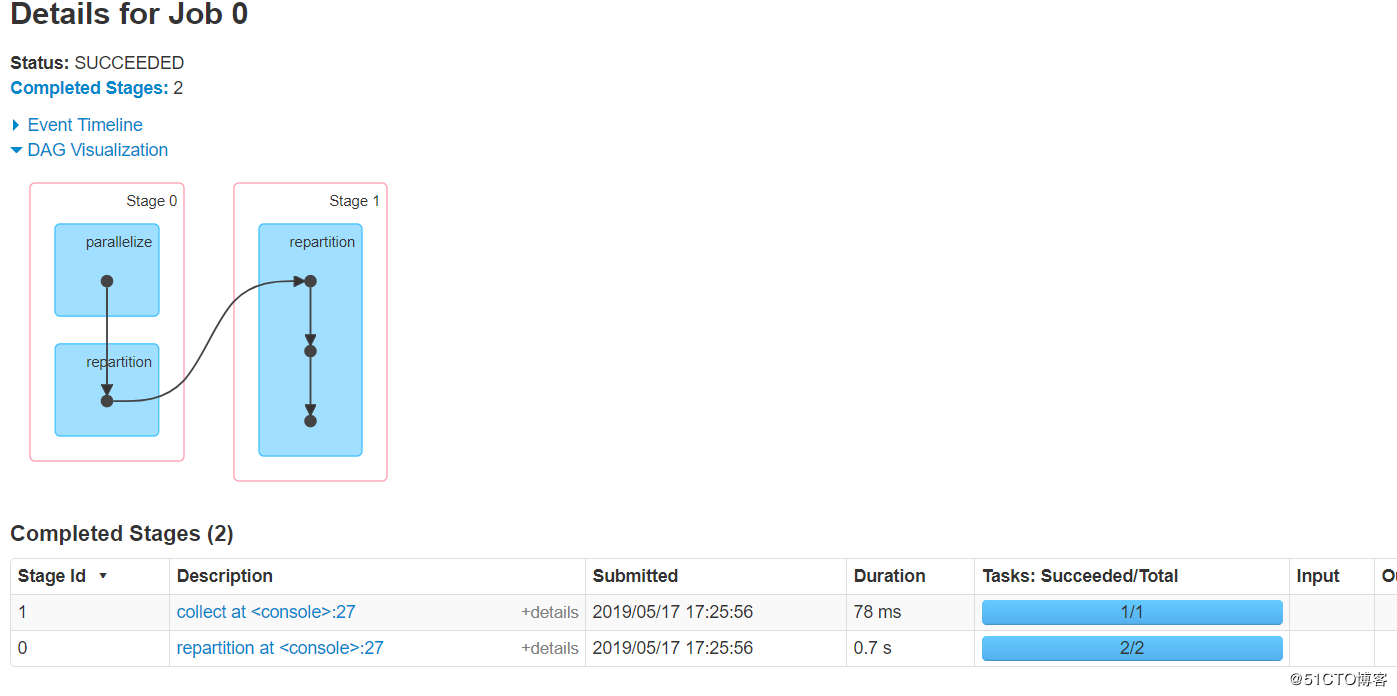 Details for Job 0
Status: SUCCEEDED
Completed Stages: 2
Event Timeline
DAG Visualization
Stage 0
Stage 1
parallelize
repartition
repartition
Completed Stages (2)
Stage Id Description Submitted Duration Tasks: Succeeded/Total Input
1 collect at <console>:27 +details 2019/05/17 17:25:56 78 ms 1/1
0 repartition at <console>:27 +details 2019/05/17 17:25:56 0.7 s 2/2
@51CTO博客